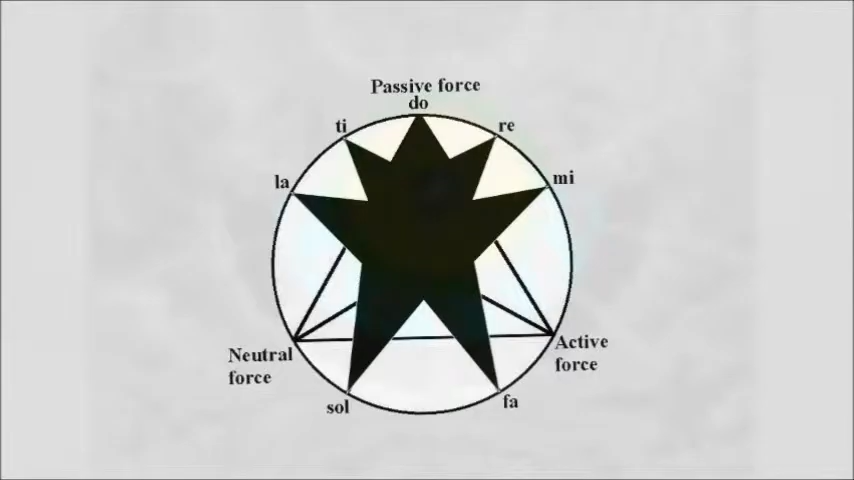 Passive force
do
ti
re
la
mi
Neutral
force
Active
force
sol
fa